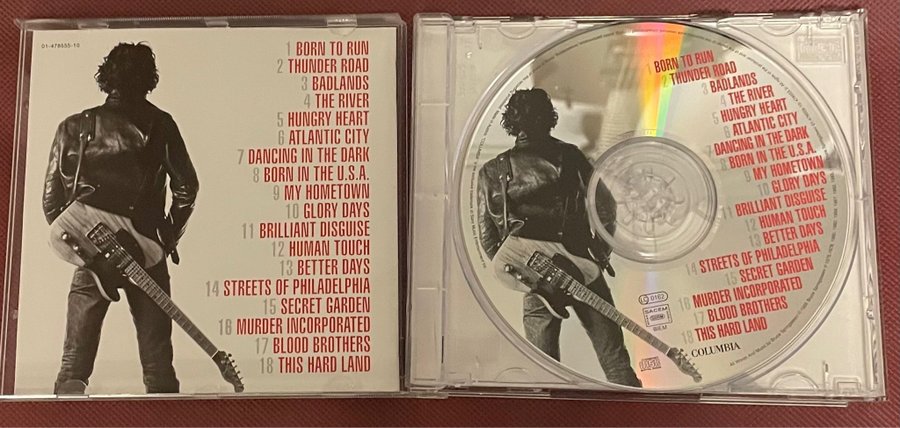 01-478555-10
1 BORN TO RUN
2 THUNDER ROAD
3 BADLANDS
4 THE RIVER
5 HUNGRY HEART
6 ATLANTIC CITY
7 DANCING IN THE DARK
8 BORN IN THE U.S.A.
9 MY HOMETOWN
10 GLORY DAYS
11 BRILLIANT DISGUISE
12 HUMAN TOUCH
13 BETTER DAYS
14 STREETS OF PHILADELPHIA
15 SECRET GARDEN
16 MURDER INCORPORATED
17 BLOOD BROTHERS
18 THIS HARD LAND
1 BORN TO RUN
2 THUNDER ROAD
3 BADLANDS
4 THE RIVER
5 HUNGRY HEART
6 ATLANTIC CITY
7 DANCING IN THE DARK
8 BORN IN THE U.S.A.
9 MY HOMETOWN
10 GLORY DAYS
11 BRILLIANT DISGUISE
12 HUMAN TOUCH
13 BETTER DAYS
14 STREETS OF PHILADELPHIA
15 SECRET GARDEN
16 MURDER INCORPORATED
17 BLOOD BROTHERS
18 THIS HARD LAND
LC 0162
SACEM
BIEM
COLUMBIA